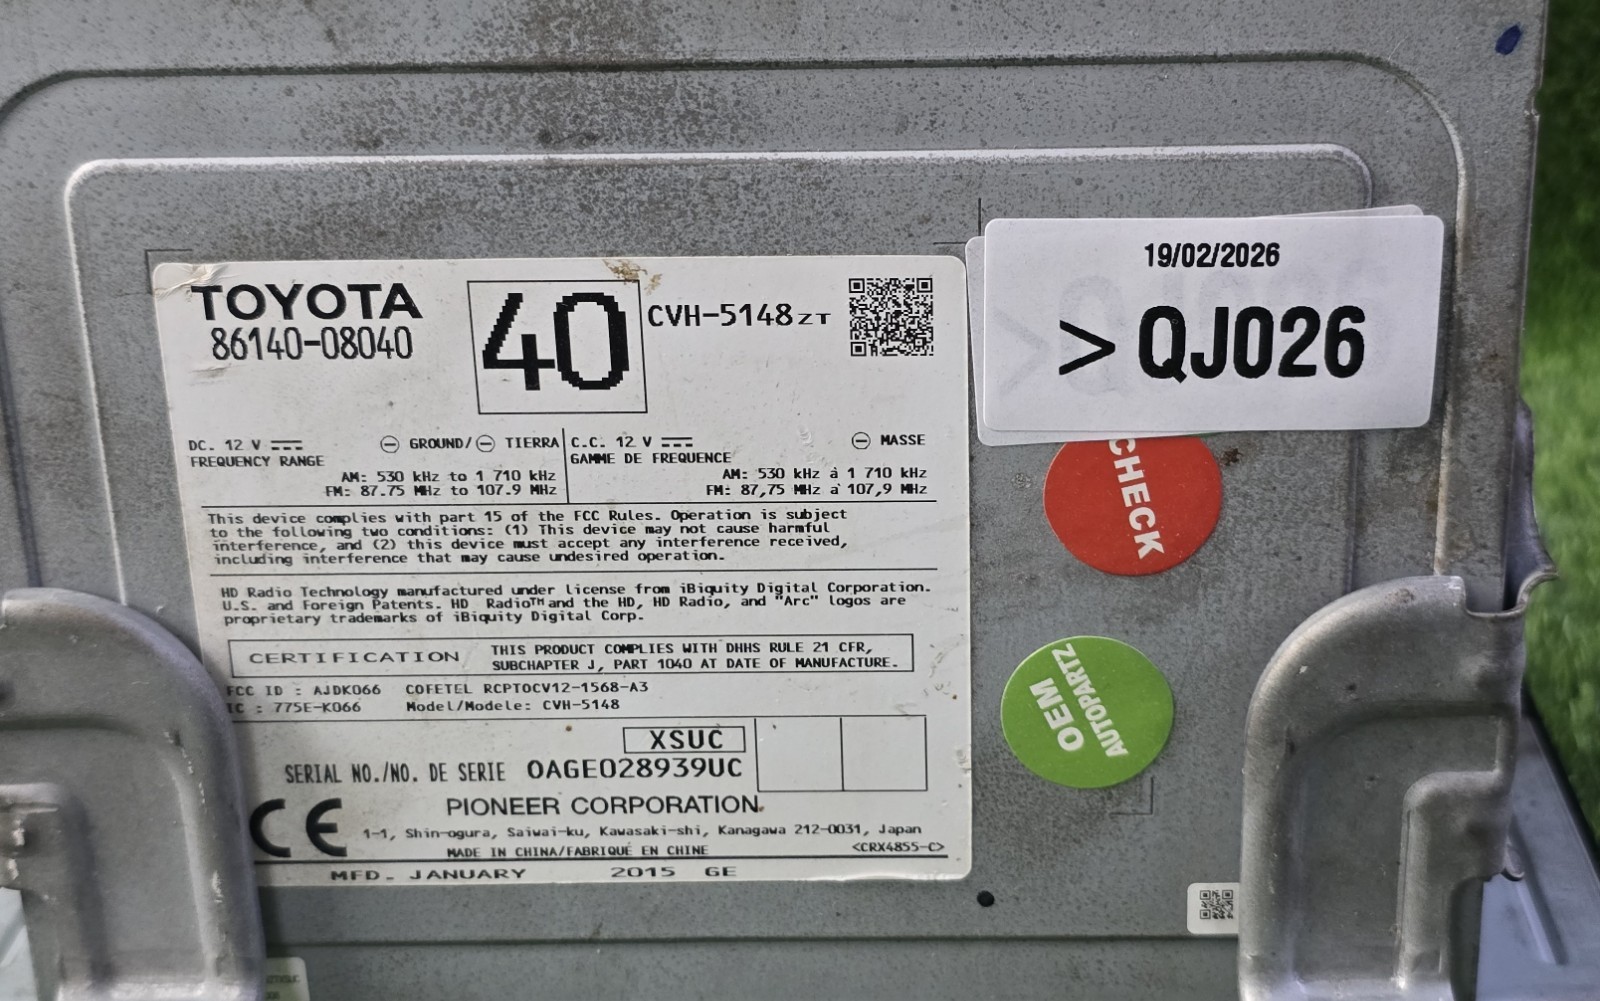 19/02/2026
> QJ026
TOYOTA
86140-08040
40
CVH-5148ZT
DC. 12 V
GROUND/ TIERRA
FREQUENCY RANGE
AM: 530 kHz to 1 710 kHz
FM: 87.75 MHz to 107.9 MHz
C.C. 12 V
MASSE
GAMME DE FREQUENCE
AM: 530 kHz à 1 710 kHz
FM: 87,75 MHz à 107,9 MHz
This device complies with part 15 of the FCC Rules. Operation is subject
to the following two conditions: (1) This device may not cause harmful
interference, and (2) this device must accept any interference received,
including interference that may cause undesired operation.
HD Radio Technology manufactured under license from iBiquity Digital Corporation.
U.S. and Foreign Patents. HD Radio™ and the HD, HD Radio, and "Arc" logos are
proprietary trademarks of iBiquity Digital Corp.
CERTIFICATION
THIS PRODUCT COMPLIES WITH DHHS RULE 21 CFR,
SUBCHAPTER J, PART 1040 AT DATE OF MANUFACTURE.
FCC ID : AJDK066 COFETEL RCPTOCV12-1568-A3
IC : 775E-K066 Model/Modele: CVH-5148
XSUC
SERIAL NO./NO. DE SERIE 0AGE028939UC
CE
PIONEER CORPORATION
1-1, Shin-ogura, Saiwai-ku, Kawasaki-shi, Kanagawa 212-0031, Japan
MADE IN CHINA/FABRIQUÉ EN CHINE <CRX4855-C>
MFD. JANUARY 2015 GE
CHECK
OEM
AUTOPARTZ